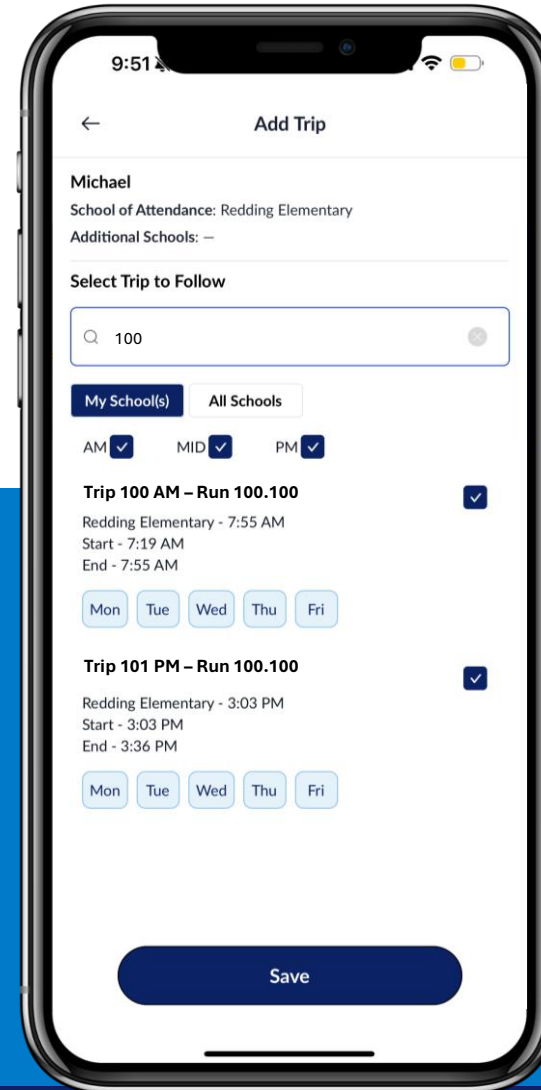 9:51
Add Trip
Michael
School of Attendance: Redding Elementary
Additional Schools: —
Select Trip to Follow
100
My School(s) All Schools
AM MID PM
Trip 100 AM – Run 100.100
Redding Elementary - 7:55 AM
Start - 7:19 AM
End - 7:55 AM
Mon Tue Wed Thu Fri
Trip 101 PM – Run 100.100
Redding Elementary - 3:03 PM
Start - 3:03 PM
End - 3:36 PM
Mon Tue Wed Thu Fri
Save